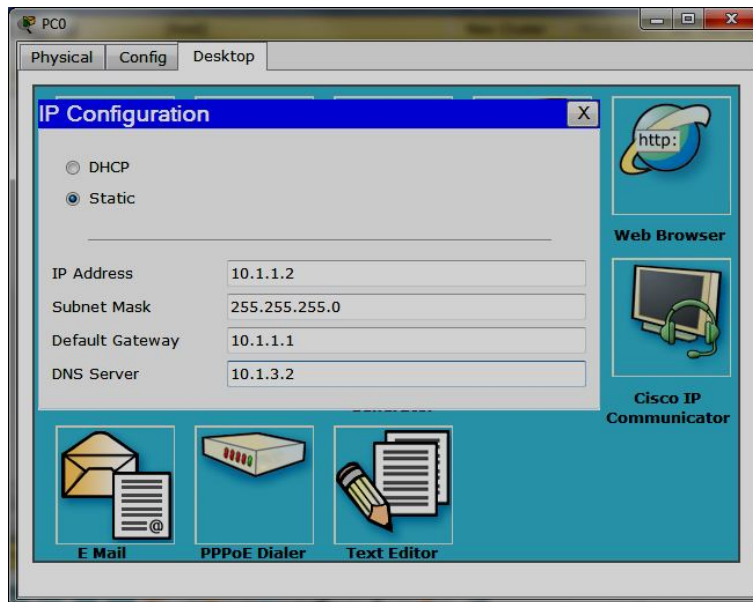 PC0
Physical Config Desktop
IP Configuration
X
DHCP
Static
IP Address 10.1.1.2
Subnet Mask 255.255.255.0
Default Gateway 10.1.1.1
DNS Server 10.1.3.2
http:
Web Browser
Cisco IP
Communicator
E Mail
PPPoE Dialer
Text Editor